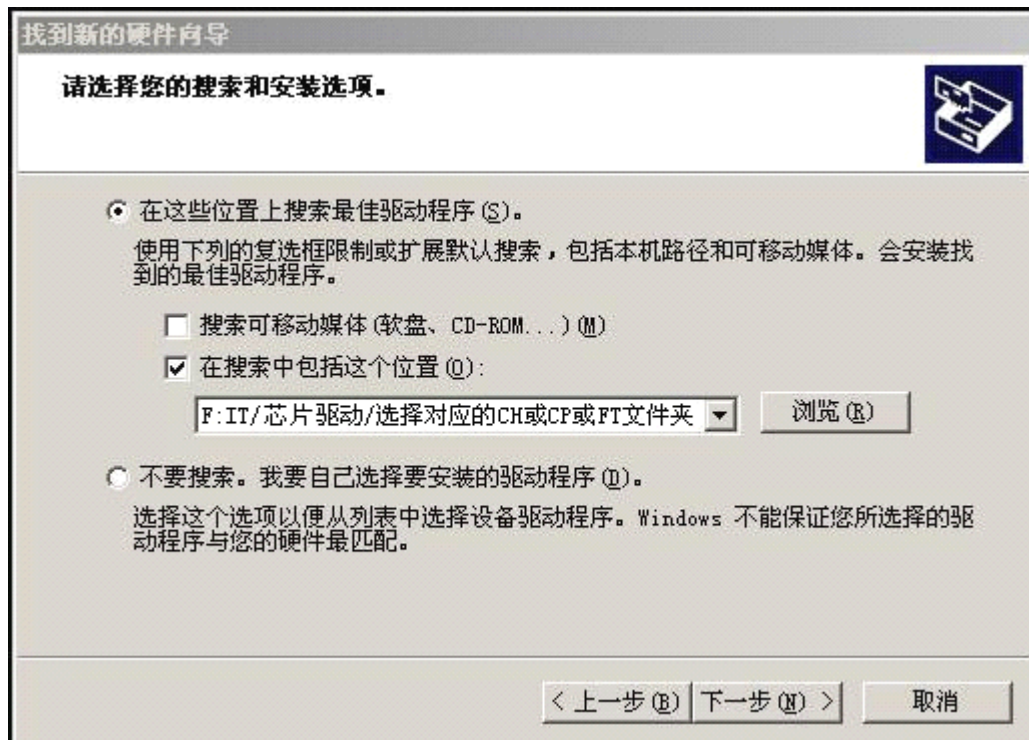 找到新的硬件向导
请选择您的搜索和安装选项。
在这些位置上搜索最佳驱动程序(S)。
使用下列的复选框限制或扩展默认搜索，包括本机路径和可移动媒体。会安装找
到的最佳驱动程序。
搜索可移动媒体(软盘、CD-ROM...)(M)
在搜索中包括这个位置(O):
F:IT/芯片驱动/选择对应的CH或CP或FT文件夹
浏览(R)
不要搜索。我要自己选择要安装的驱动程序(D)。
选择这个选项以便从列表中选择设备驱动程序。Windows 不能保证您所选择的驱
动程序与您的硬件最匹配。
< 上一步(B) 下一步(N) > 取消